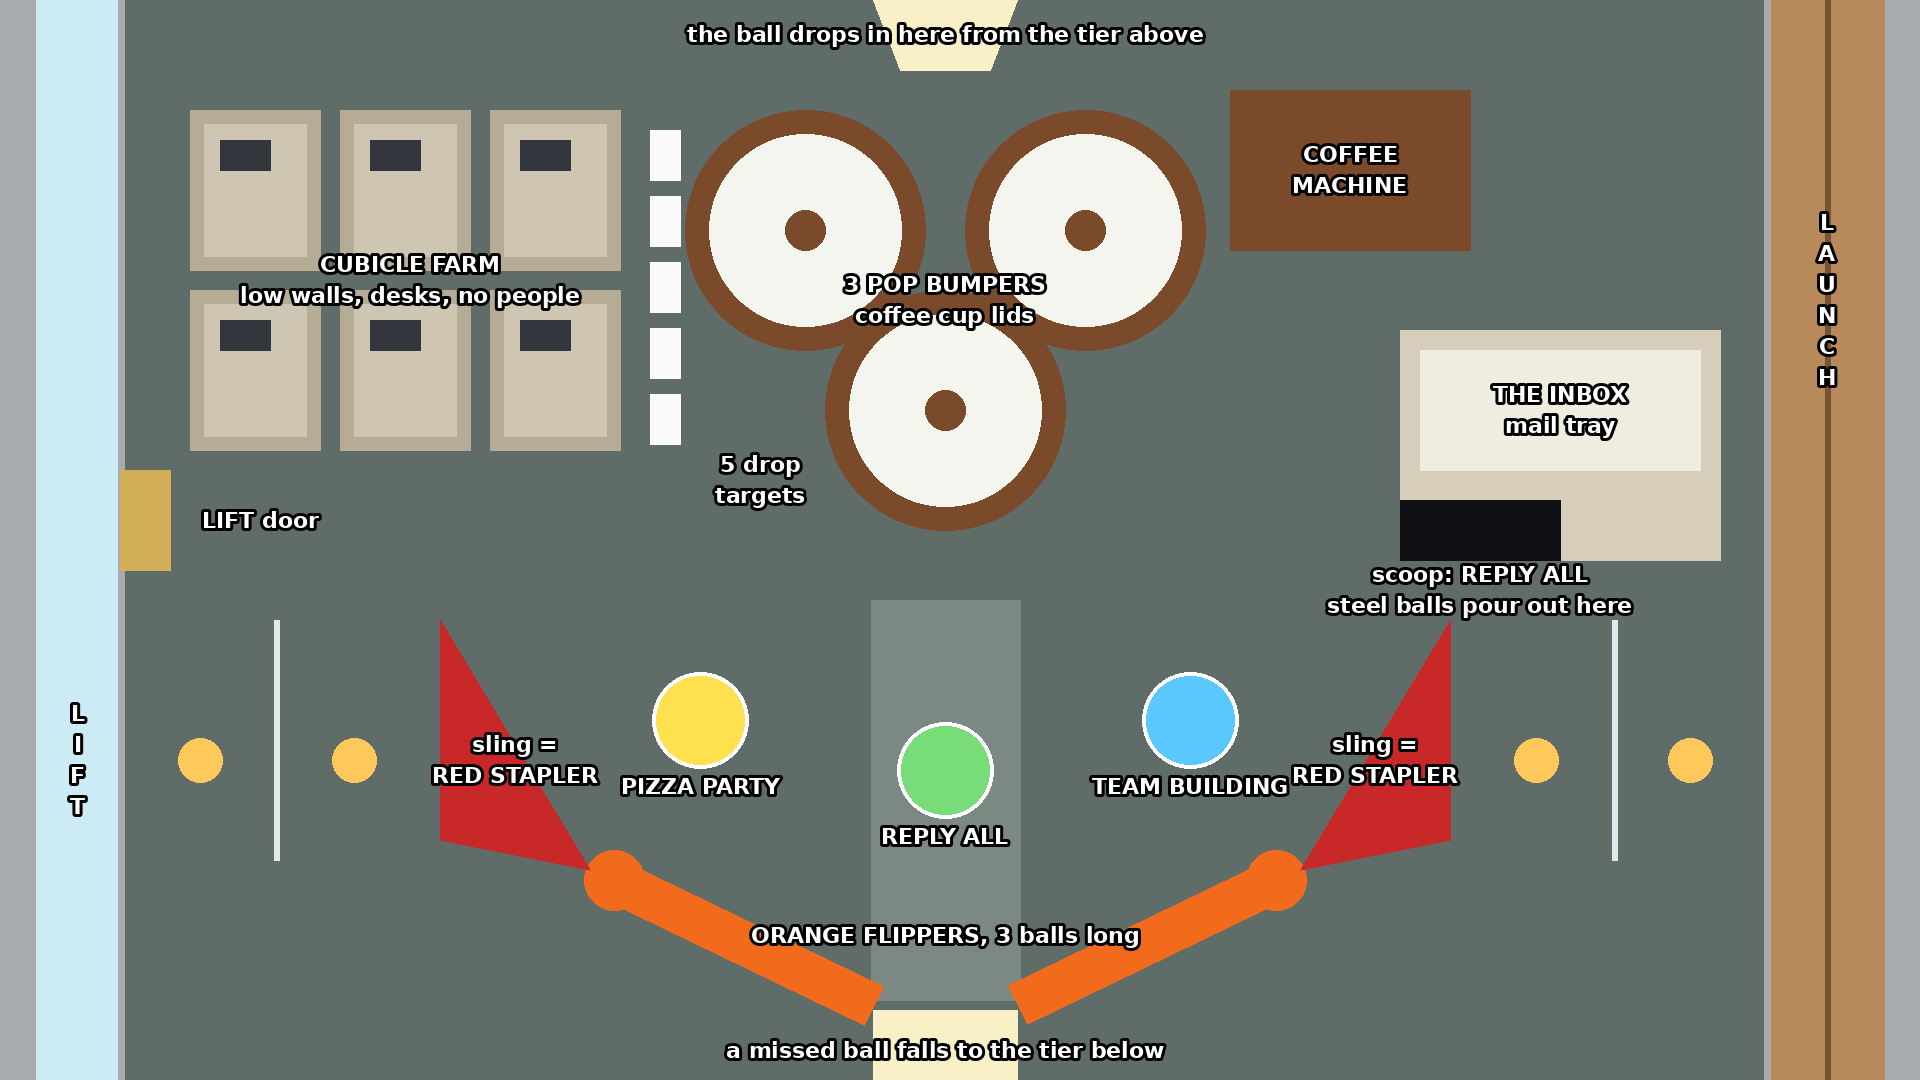 the ball drops in here from the tier above
COFFEE
MACHINE
CUBICLE FARM
low walls, desks, no people
3 POP BUMPERS
coffee cup lids
L
A
U
N
C
H
THE INBOX
mail tray
5 drop
targets
LIFT door
scoop: REPLY ALL
steel balls pour out here
L
I
F
T
sling =
RED STAPLER
PIZZA PARTY
REPLY ALL
TEAM BUILDING
sling =
RED STAPLER
ORANGE FLIPPERS, 3 balls long
a missed ball falls to the tier below